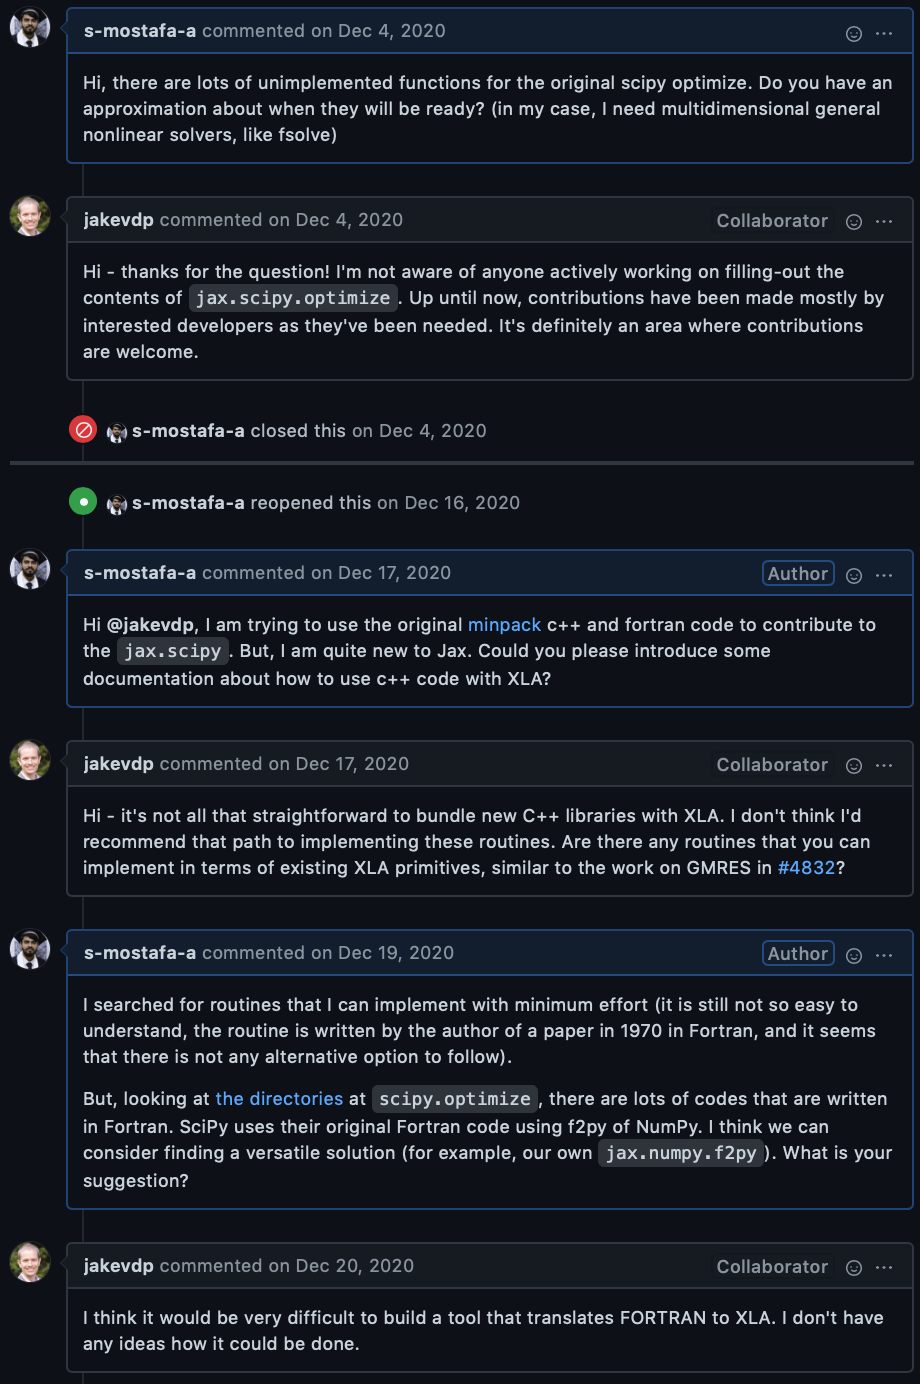 s-mostafa-a commented on Dec 4, 2020
Hi, there are lots of unimplemented functions for the original scipy optimize. Do you have an
approximation about when they will be ready? (in my case, I need multidimensional general
nonlinear solvers, like fsolve)
jakevdp commented on Dec 4, 2020 Collaborator
Hi - thanks for the question! I'm not aware of anyone actively working on filling-out the
contents of jax.scipy.optimize. Up until now, contributions have been made mostly by
interested developers as they've been needed. It's definitely an area where contributions
are welcome.
s-mostafa-a closed this on Dec 4, 2020
s-mostafa-a reopened this on Dec 16, 2020
s-mostafa-a commented on Dec 17, 2020 Author
Hi @jakevdp, I am trying to use the original minpack c++ and fortran code to contribute to
the jax.scipy. But, I am quite new to Jax. Could you please introduce some
documentation about how to use c++ code with XLA?
jakevdp commented on Dec 17, 2020 Collaborator
Hi - it's not all that straightforward to bundle new C++ libraries with XLA. I don't think I'd
recommend that path to implementing these routines. Are there any routines that you can
implement in terms of existing XLA primitives, similar to the work on GMRES in #4832?
s-mostafa-a commented on Dec 19, 2020 Author
I searched for routines that I can implement with minimum effort (it is still not so easy to
understand, the routine is written by the author of a paper in 1970 in Fortran, and it seems
that there is not any alternative option to follow).
But, looking at the directories at scipy.optimize, there are lots of codes that are written
in Fortran. SciPy uses their original Fortran code using f2py of NumPy. I think we can
consider finding a versatile solution (for example, our own jax.numpy.f2py). What is your
suggestion?
jakevdp commented on Dec 20, 2020 Collaborator
I think it would be very difficult to build a tool that translates FORTRAN to XLA. I don't have
any ideas how it could be done.